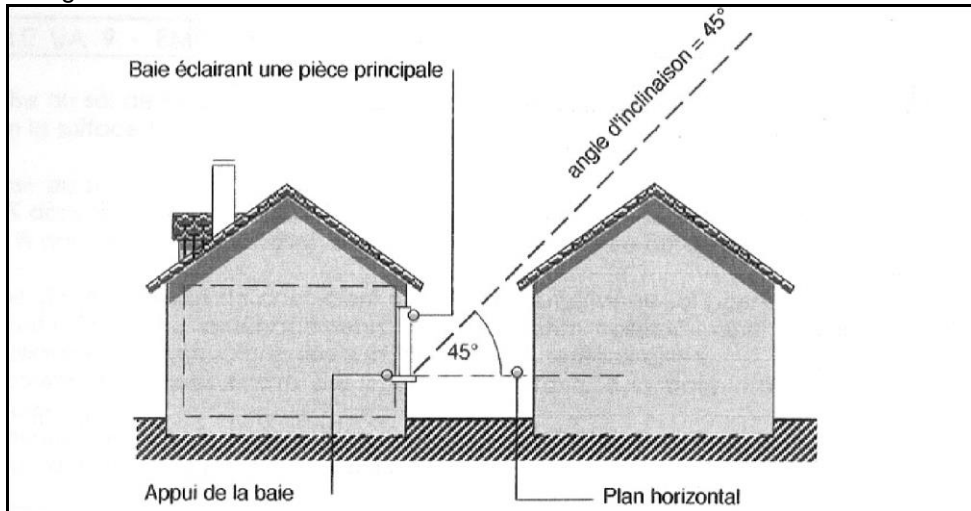 Baie éclairant une pièce principale
angle d'inclinaison = 45°
45°
Appui de la baie
Plan horizontal